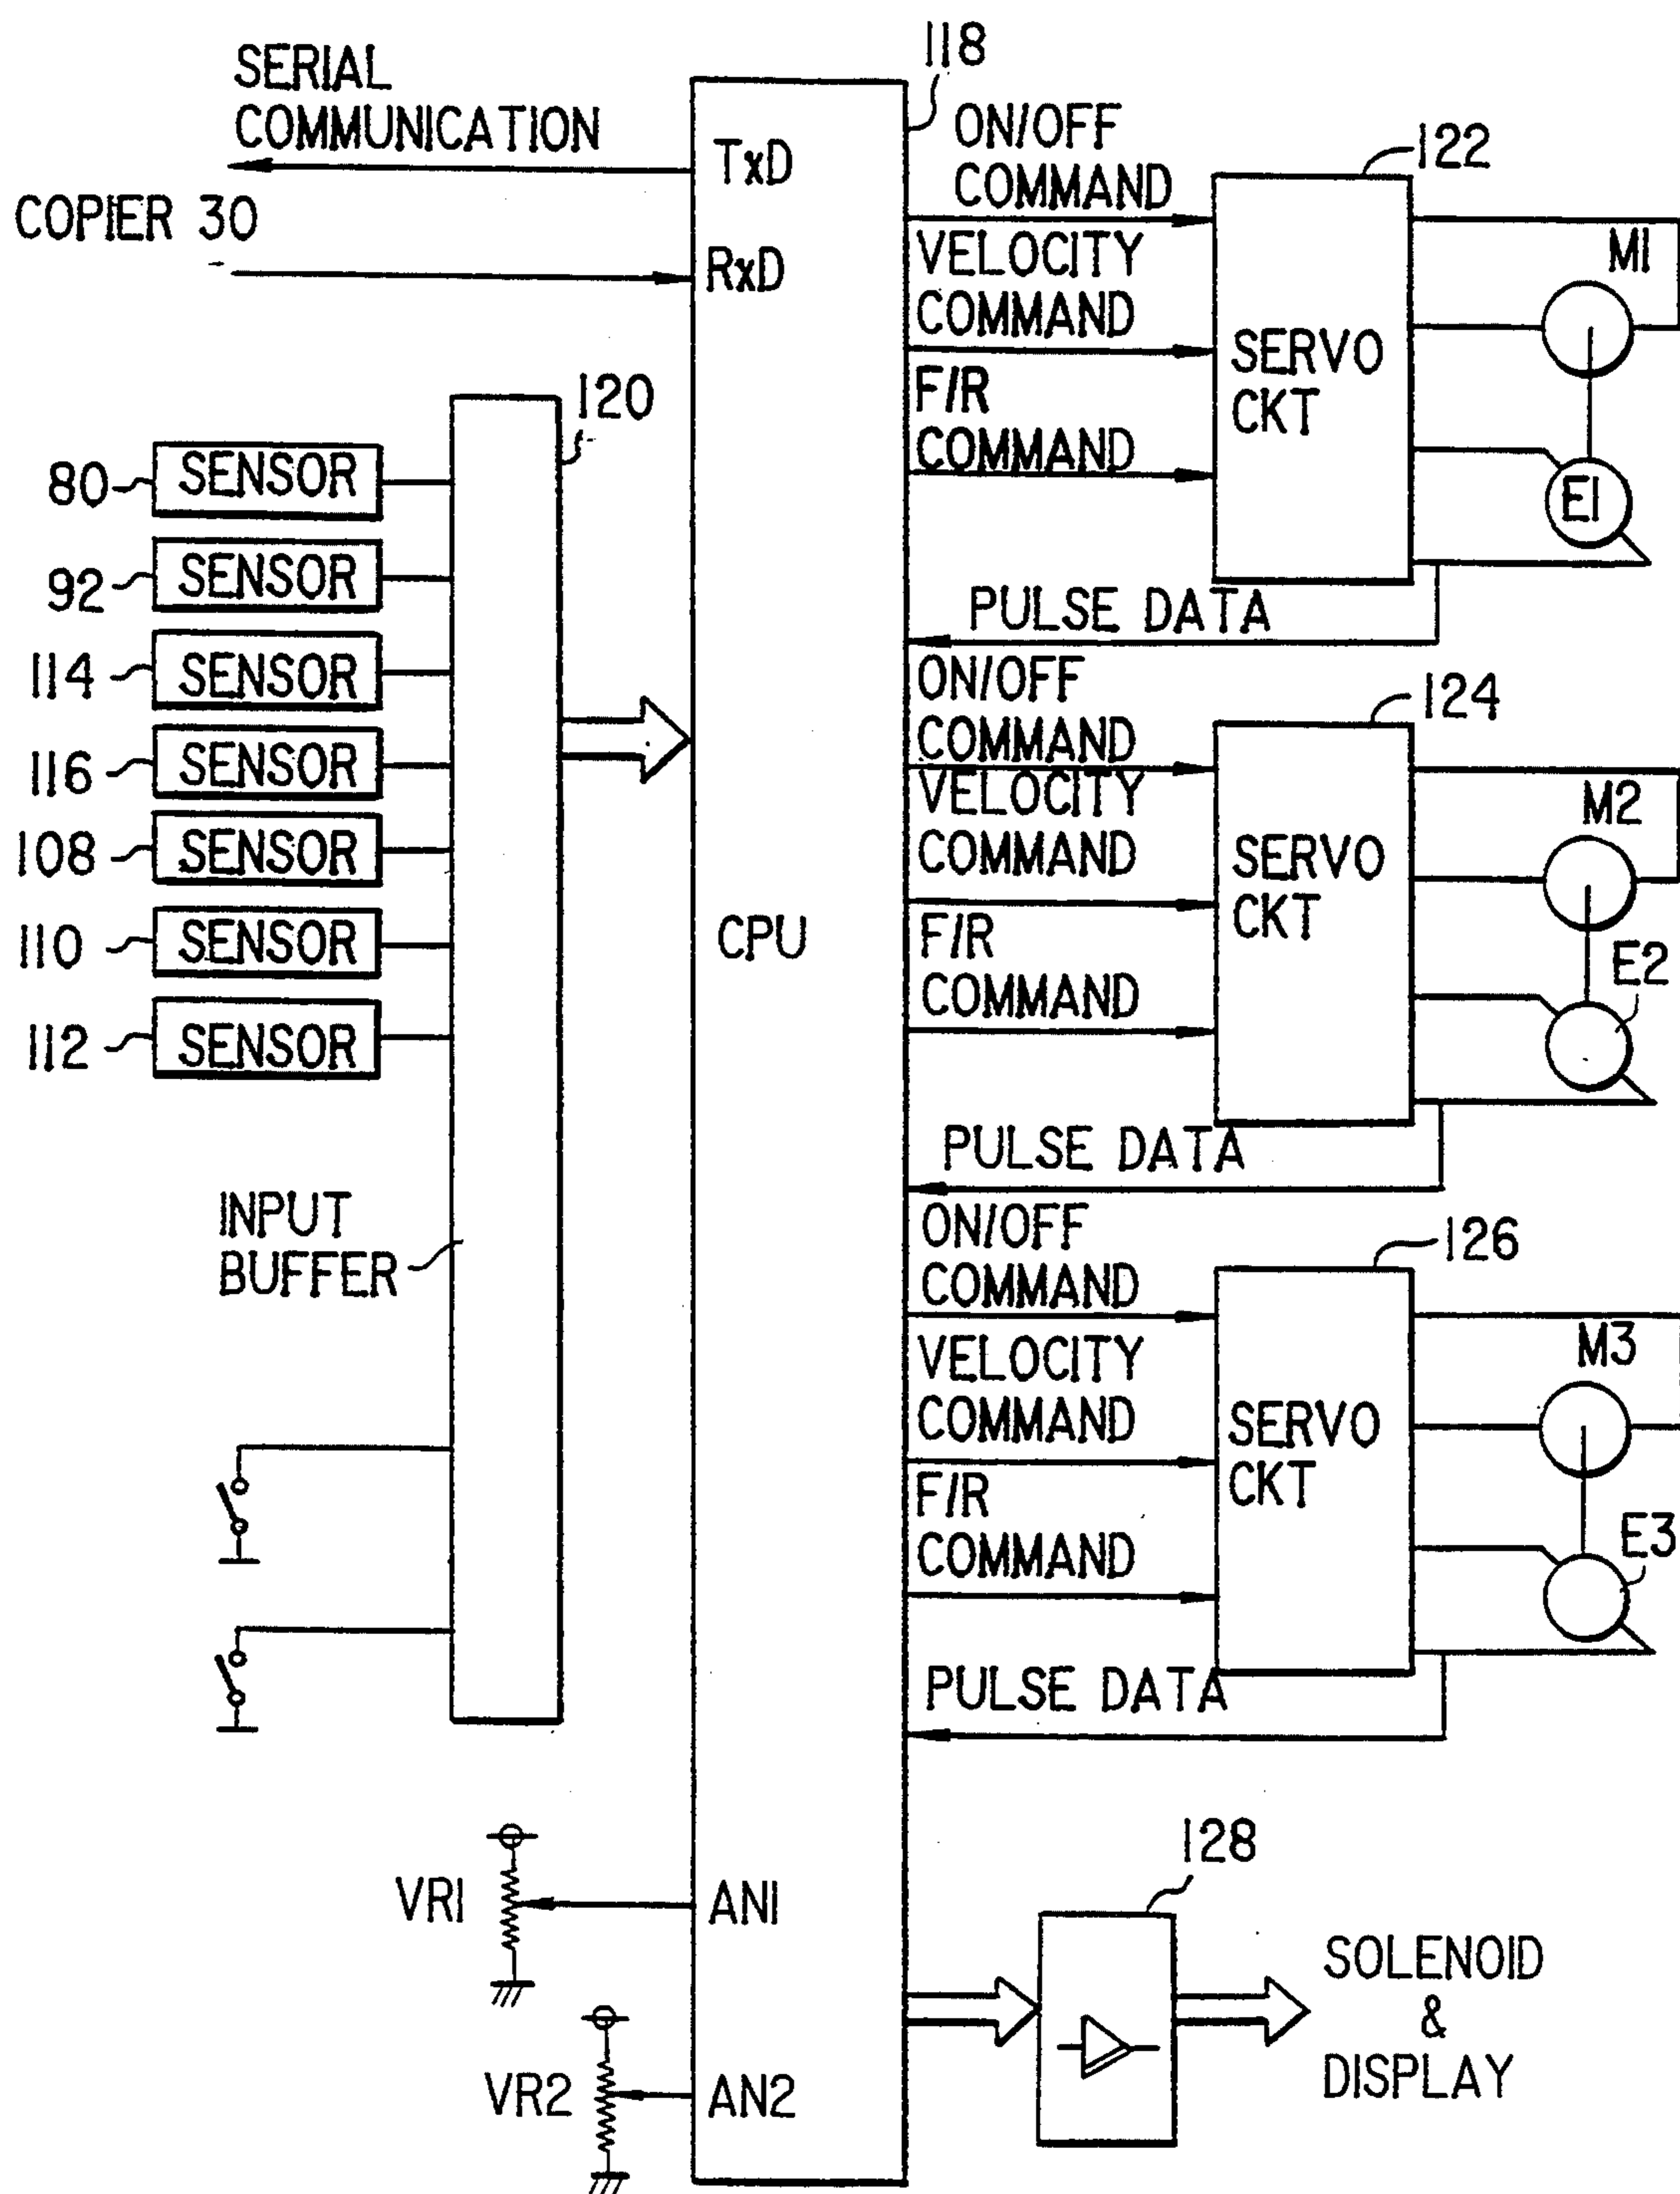 SERIAL
COMMUNICATION
COPIER 30
TxD
RxD
118
120
80
SENSOR
92
SENSOR
114
SENSOR
116
SENSOR
108
SENSOR
110
SENSOR
112
SENSOR
INPUT
BUFFER
CPU
ON/OFF
COMMAND
VELOCITY
COMMAND
F/R
COMMAND
122
SERVO
CKT
M1
E1
PULSE DATA
ON/OFF
COMMAND
VELOCITY
COMMAND
F/R
COMMAND
124
SERVO
CKT
M2
E2
PULSE DATA
ON/OFF
COMMAND
VELOCITY
COMMAND
F/R
COMMAND
126
SERVO
CKT
M3
E3
PULSE DATA
VR1
AN1
VR2
AN2
128
SOLENOID
&
DISPLAY